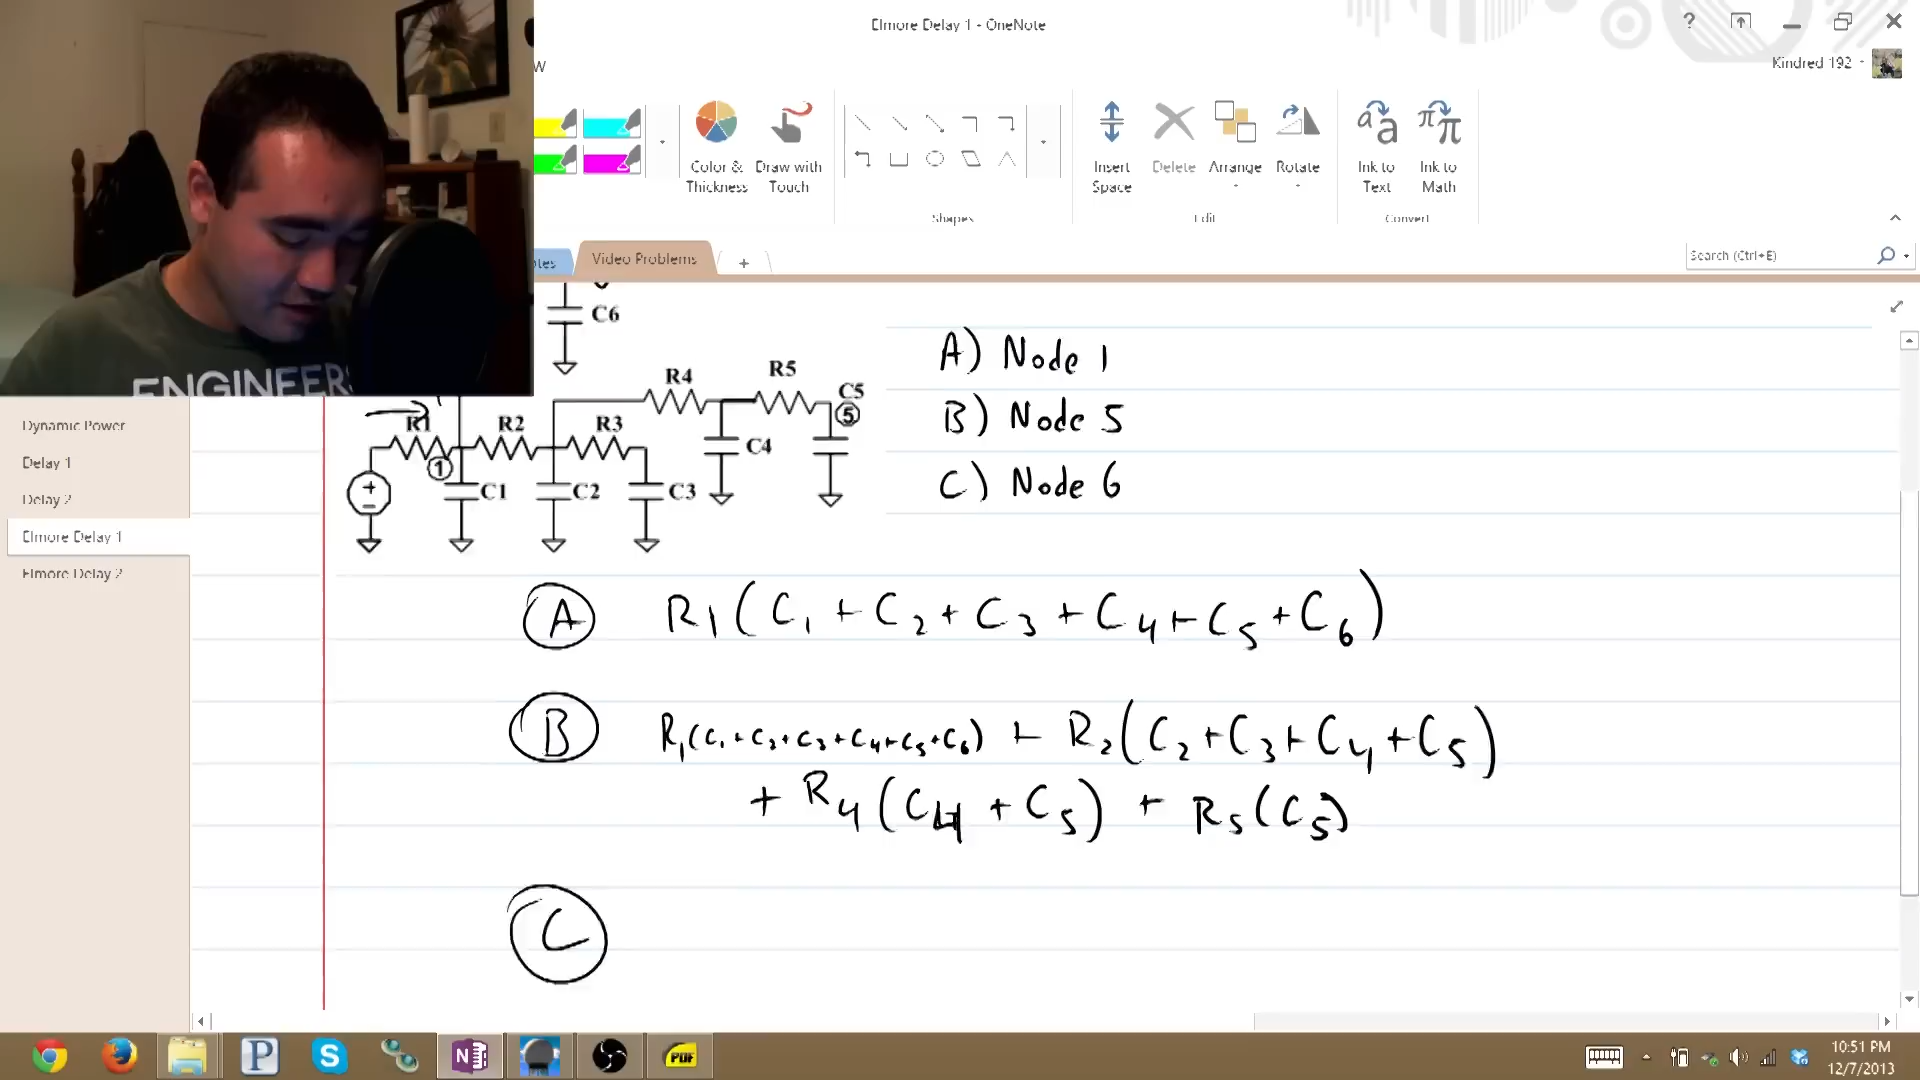 Elmore Delay 1 - OneNote
?
W
Kindred 192
Color & Thickness
Draw with Touch
Insert Space
Delete
Arrange
Rotate
Ink to Text
Ink to Math
Shapes
Edit
Convert
Video Problems
+
Search (Ctrl+E)
ENGINEER
Dynamic Power
Delay 1
Delay 2
Elmore Delay 1
Elmore Delay 2
C6
R4 R5
C5
5
R1 R2 R3
C4
1
C1 C2 C3
A) Node 1
B) Node 5
C) Node 6
A R1(C1 + C2 + C3 + C4 + C5 + C6)
B R1(C1+C2+C3+C4+C5+C6) + R2(C2+C3+C4+C5)
+ R4(C4 + C5) + R5(C5)
C
P S N PDF
10:51 PM
12/7/2013